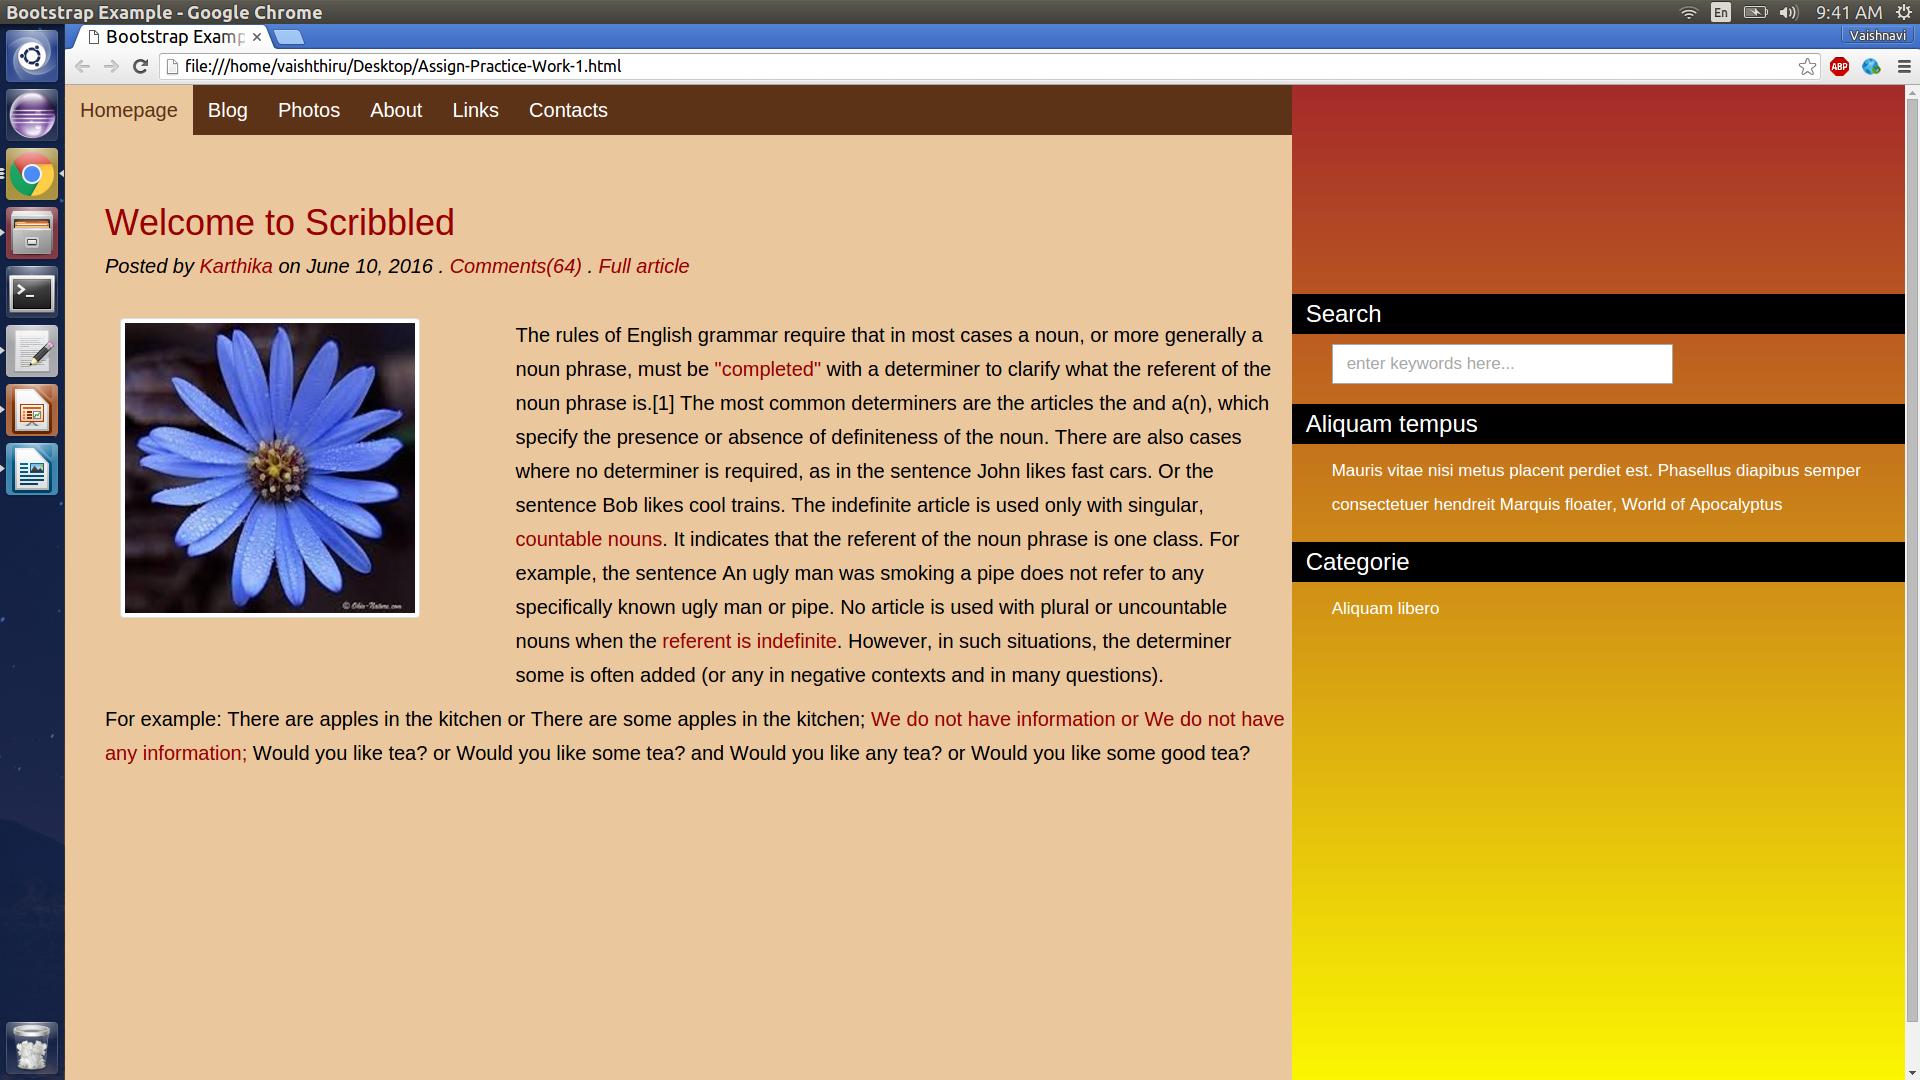 Bootstrap Example - Google Chrome
En
9:41 AM
Bootstrap Examp
Vaishnavi
file:///home/vaishthiru/Desktop/Assign-Practice-Work-1.html
ABP
Homepage Blog Photos About Links Contacts
Welcome to Scribbled
Posted by Karthika on June 10, 2016 . Comments(64) . Full article
The rules of English grammar require that in most cases a noun, or more generally a
noun phrase, must be "completed" with a determiner to clarify what the referent of the
noun phrase is.[1] The most common determiners are the articles the and a(n), which
specify the presence or absence of definiteness of the noun. There are also cases
where no determiner is required, as in the sentence John likes fast cars. Or the
sentence Bob likes cool trains. The indefinite article is used only with singular,
countable nouns. It indicates that the referent of the noun phrase is one class. For
example, the sentence An ugly man was smoking a pipe does not refer to any
specifically known ugly man or pipe. No article is used with plural or uncountable
nouns when the referent is indefinite. However, in such situations, the determiner
some is often added (or any in negative contexts and in many questions).
© Ohio-Nature.com
For example: There are apples in the kitchen or There are some apples in the kitchen; We do not have information or We do not have
any information; Would you like tea? or Would you like some tea? and Would you like any tea? or Would you like some good tea?
Search
enter keywords here...
Aliquam tempus
Mauris vitae nisi metus placent perdiet est. Phasellus diapibus semper
consectetuer hendreit Marquis floater, World of Apocalyptus
Categorie
Aliquam libero